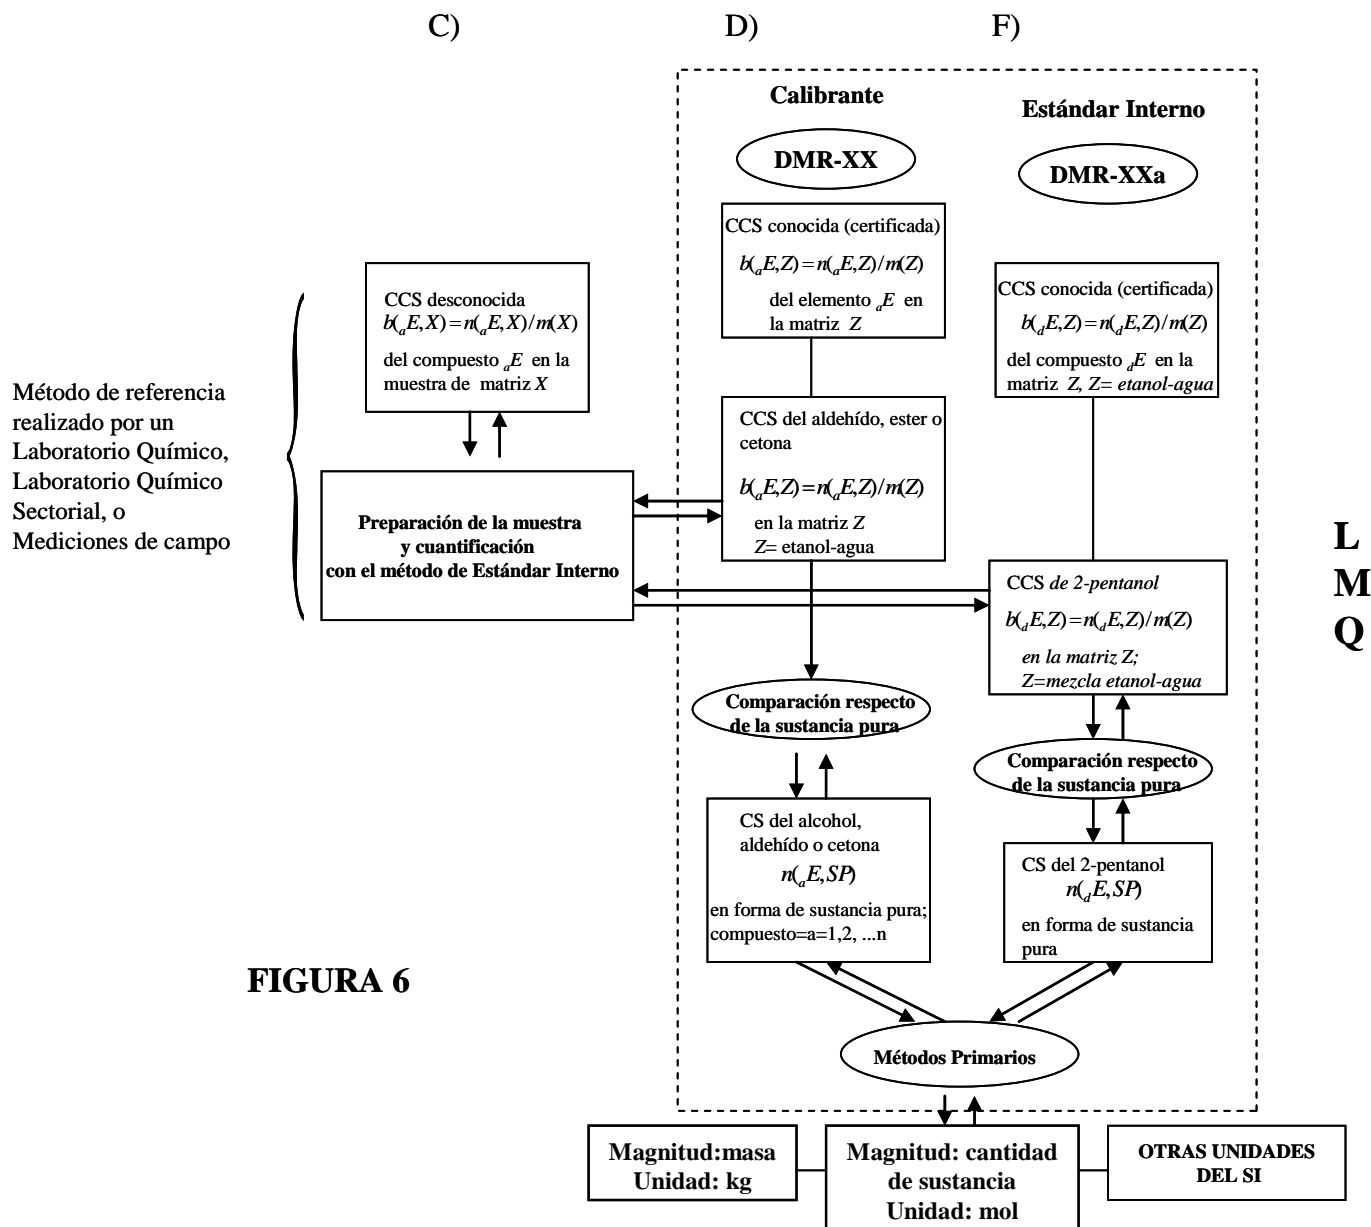 C)
D)
F)
Calibrante
Estándar Interno
DMR-XX
DMR-XXa
CCS conocida (certificada)
b(ₐE,Z)=n(ₐE,Z)/m(Z)
del elemento ₐE en
la matriz Z
CCS conocida (certificada)
b(dE,Z)=n(dE,Z)/m(Z)
del compuesto dE en la
matriz Z, Z= etanol-agua
CCS desconocida
b(ₐE,X)=n(ₐE,X)/m(X)
del compuesto ₐE en la
muestra de matriz X
Método de referencia
realizado por un
Laboratorio Químico,
Laboratorio Químico
Sectorial, o
Mediciones de campo
CCS del aldehído, ester o
cetona
b(ₐE,Z)=n(ₐE,Z)/m(Z)
en la matriz Z
Z= etanol-agua
Preparación de la muestra
y cuantificación
con el método de Estándar Interno
L
M
Q
CCS de 2-pentanol
b(dE,Z)=n(dE,Z)/m(Z)
en la matriz Z;
Z=mezcla etanol-agua
Comparación respecto
de la sustancia pura
Comparación respecto
de la sustancia pura
CS del alcohol,
aldehído o cetona
n(ₐE,SP)
en forma de sustancia pura;
compuesto=a=1,2, ...n
CS del 2-pentanol
n(dE,SP)
en forma de sustancia
pura
FIGURA 6
Métodos Primarios
Magnitud:masa
Unidad: kg
Magnitud: cantidad
de sustancia
Unidad: mol
OTRAS UNIDADES
DEL SI